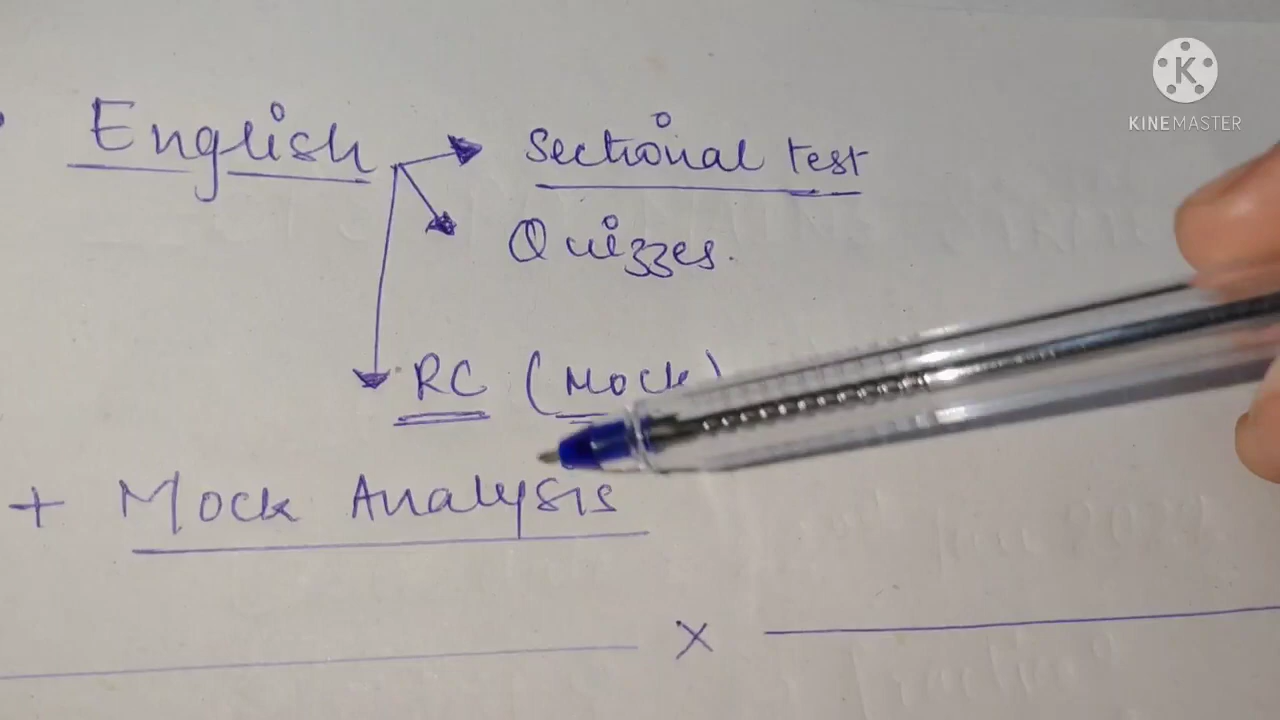 English → Sectional test
Quizzes.
RC (Mock)
+ Mock Analysis
x
K
KINEMASTER